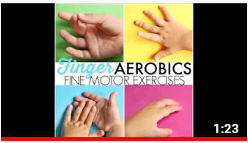 Finger AEROBICS
FINE MOTOR EXERCISES
1:23